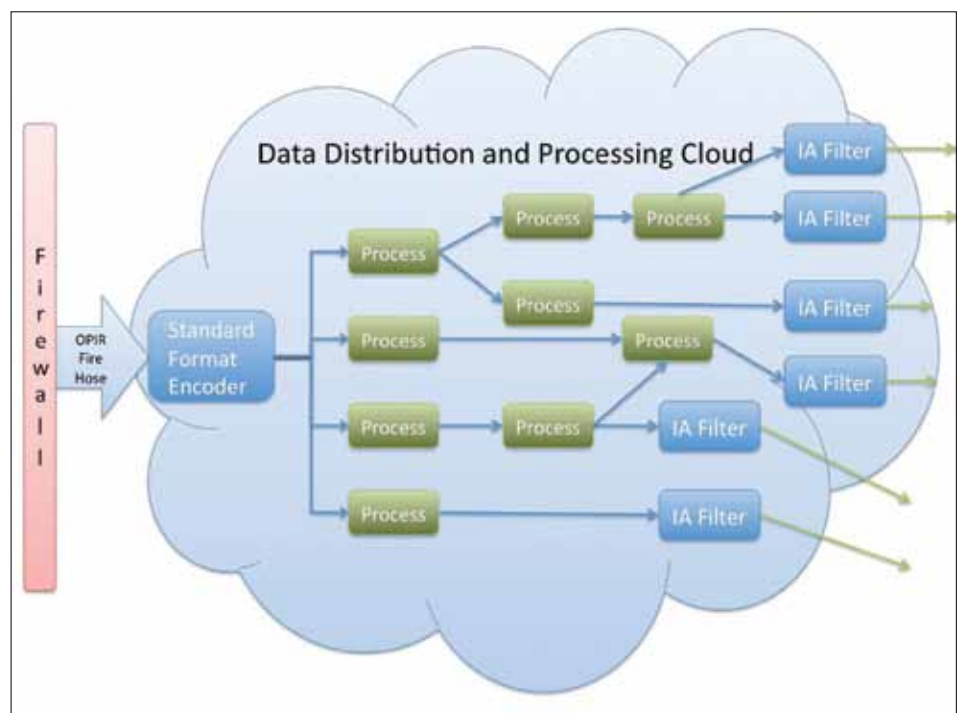 Data Distribution and Processing Cloud
Firewall
OPIR
Fire
Hose
Standard
Format
Encoder
IA Filter
Process
Process
IA Filter
Process
Process
IA Filter
Process
Process
IA Filter
Process
Process
IA Filter
Process
IA Filter